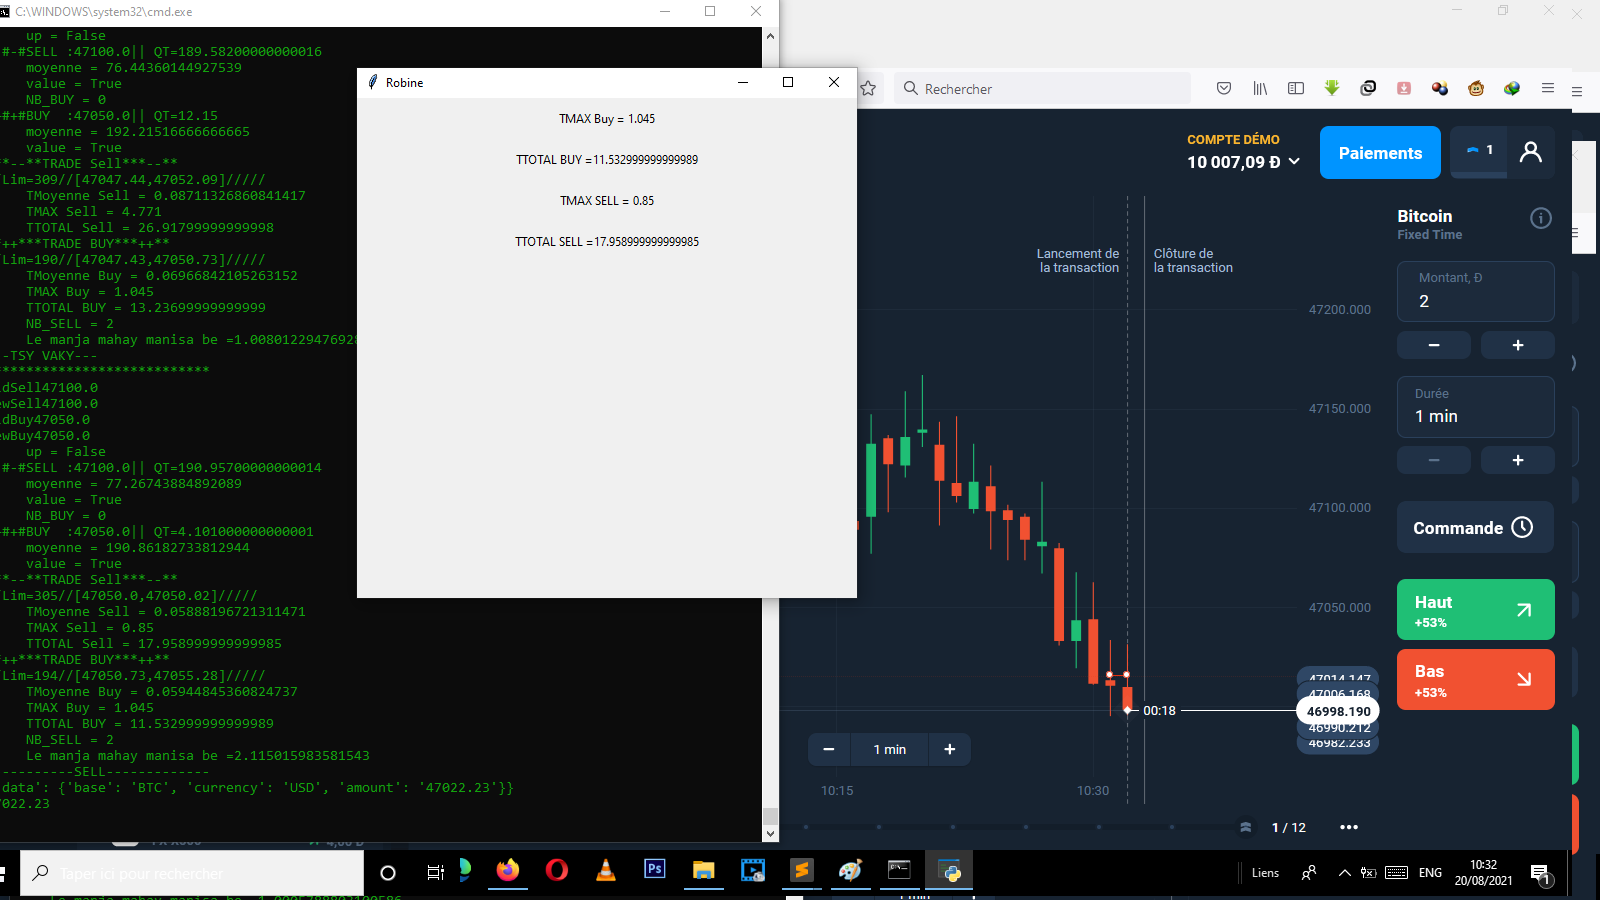 C:\WINDOWS\system32\cmd.exe
up = False
#-#SELL :47100.0|| QT=189.58200000000016
moyenne = 76.44360144927539
value = True
NB_BUY = 0
+#+#BUY  :47050.0|| QT=12.15
moyenne = 192.21516666666665
value = True
**--**TRADE Sell***--**
Lim=309//[47047.44,47052.09]/////
TMoyenne Sell = 0.08711326860841417
TMAX Sell = 4.771
TTOTAL Sell = 26.91799999999998
*++***TRADE BUY***++**
Lim=190//[47047.43,47050.73]/////
TMoyenne Buy = 0.06966842105263152
TMAX Buy = 1.045
TTOTAL BUY = 13.23699999999999
NB_SELL = 2
Le manja mahay manisa be =1.0080122947692
--TSY VAKY---
**************************
dSell47100.0
ewSell47100.0
dBuy47050.0
ewBuy47050.0
up = False
#-#SELL :47100.0|| QT=190.95700000000014
moyenne = 77.26743884892089
value = True
NB_BUY = 0
+#+#BUY  :47050.0|| QT=4.101000000000001
moyenne = 190.86182733812944
value = True
**--**TRADE Sell***--**
Lim=305//[47050.0,47050.02]/////
TMoyenne Sell = 0.05888196721311471
TMAX Sell = 0.85
TTOTAL Sell = 17.958999999999985
*++***TRADE BUY***++**
Lim=194//[47050.73,47055.28]/////
TMoyenne Buy = 0.05944845360824737
TMAX Buy = 1.045
TTOTAL BUY = 11.532999999999989
NB_SELL = 2
Le manja mahay manisa be =2.115015983581543
----------SELL-------------
'data': {'base': 'BTC', 'currency': 'USD', 'amount': '47022.23'}}
7022.23
Robine
TMAX Buy = 1.045
TTOTAL BUY =11.532999999999989
TMAX SELL = 0.85
TTOTAL SELL =17.958999999999985
Rechercher
COMPTE DÉMO
10 007,09 Đ
Paiements
1
Lancement de
la transaction
Clôture de
la transaction
47200.000
47150.000
47100.000
47050.000
47014.147
47006.168
46998.190
46990.212
46982.233
00:18
1 min
10:15
10:30
1 / 12
•••
Bitcoin
Fixed Time
Montant, Đ
2
Durée
1 min
Commande
Haut
+53%
Bas
+53%
Taper ici pour rechercher
Ps
Liens
ENG
10:32
20/08/2021
1